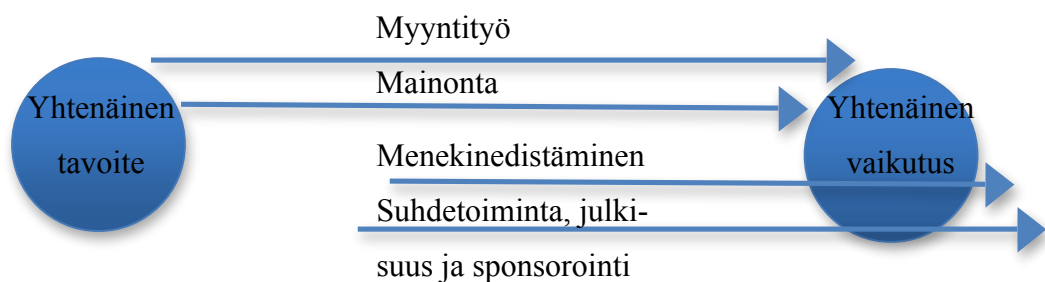 Myyntityö
Mainonta
Yhtenäinen
tavoite
Yhtenäinen
vaikutus
Menekinedistäminen
Suhdetoiminta, julki-
suus ja sponsorointi